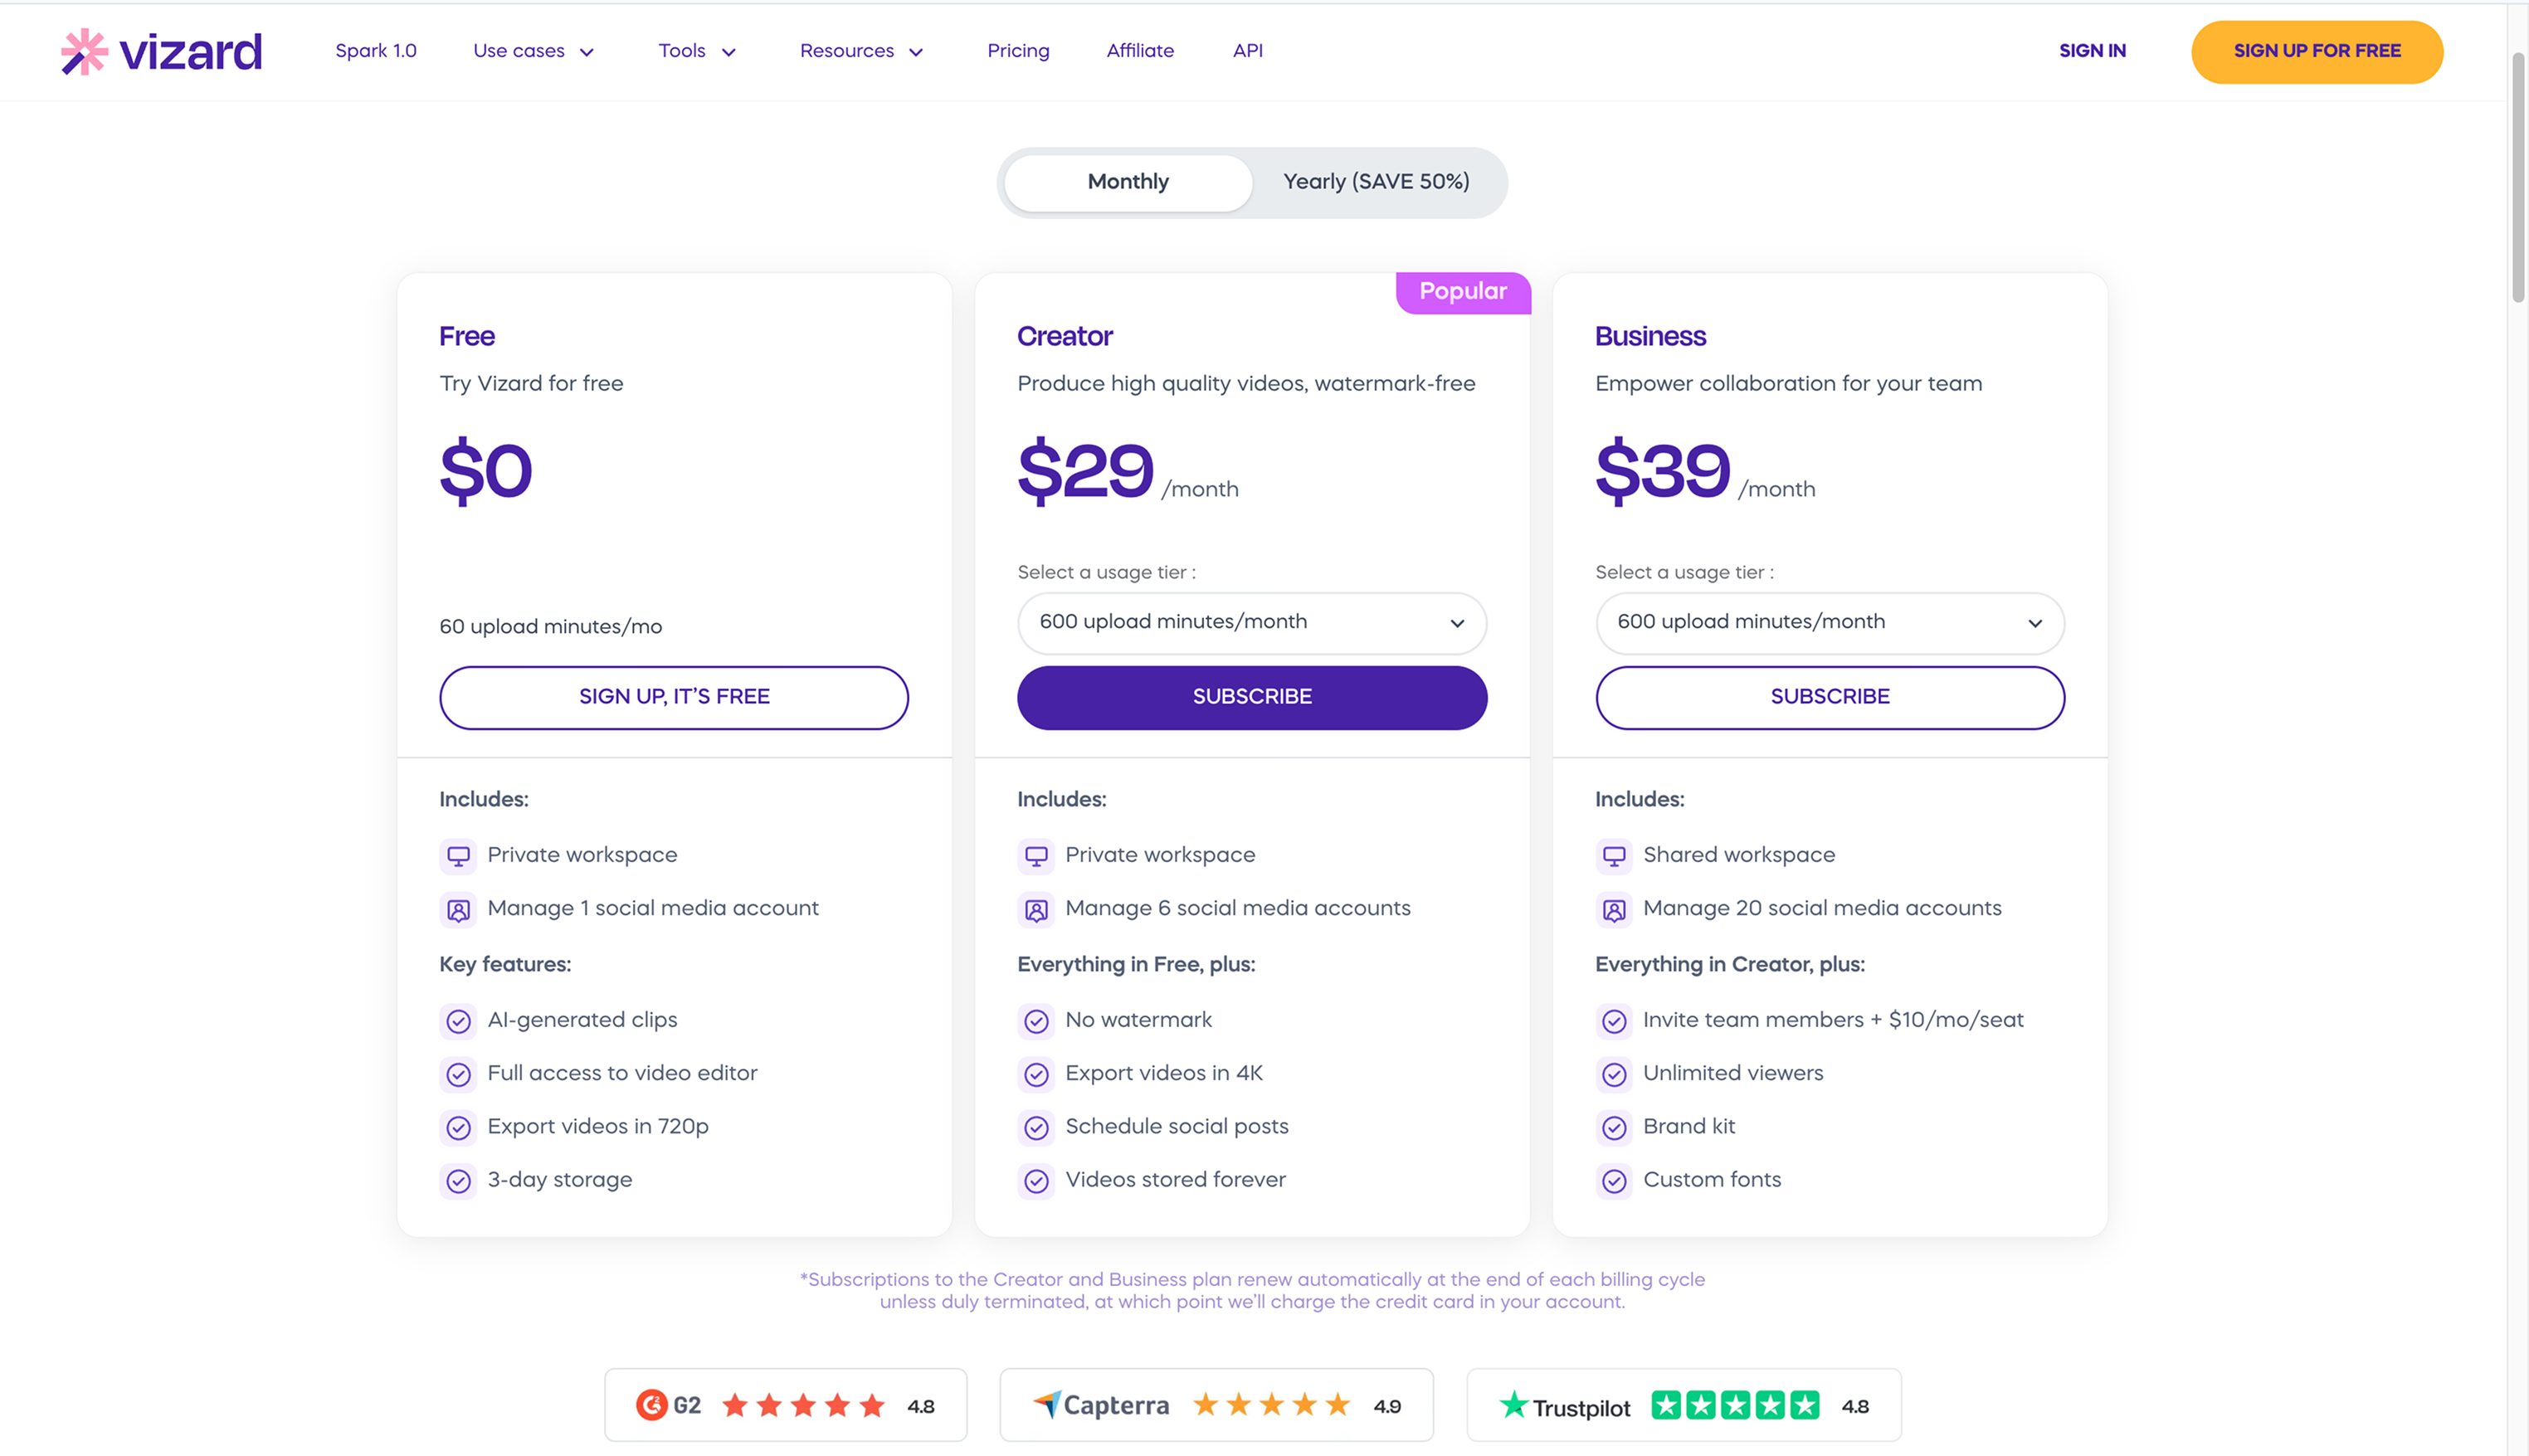 vizard
Spark 1.0
Use cases
Tools
Resources
Pricing
Affiliate
API
SIGN IN
SIGN UP FOR FREE
Monthly
Yearly (SAVE 50%)
Free
Try Vizard for free
$0
60 upload minutes/mo
SIGN UP, IT’S FREE
Includes:
Private workspace
Manage 1 social media account
Key features:
AI-generated clips
Full access to video editor
Export videos in 720p
3-day storage
Popular
Creator
Produce high quality videos, watermark-free
$29 /month
Select a usage tier :
600 upload minutes/month
SUBSCRIBE
Includes:
Private workspace
Manage 6 social media accounts
Everything in Free, plus:
No watermark
Export videos in 4K
Schedule social posts
Videos stored forever
Business
Empower collaboration for your team
$39 /month
Select a usage tier :
600 upload minutes/month
SUBSCRIBE
Includes:
Shared workspace
Manage 20 social media accounts
Everything in Creator, plus:
Invite team members + $10/mo/seat
Unlimited viewers
Brand kit
Custom fonts
*Subscriptions to the Creator and Business plan renew automatically at the end of each billing cycle
unless duly terminated, at which point we’ll charge the credit card in your account.
G2 4.8
Capterra 4.9
Trustpilot 4.8